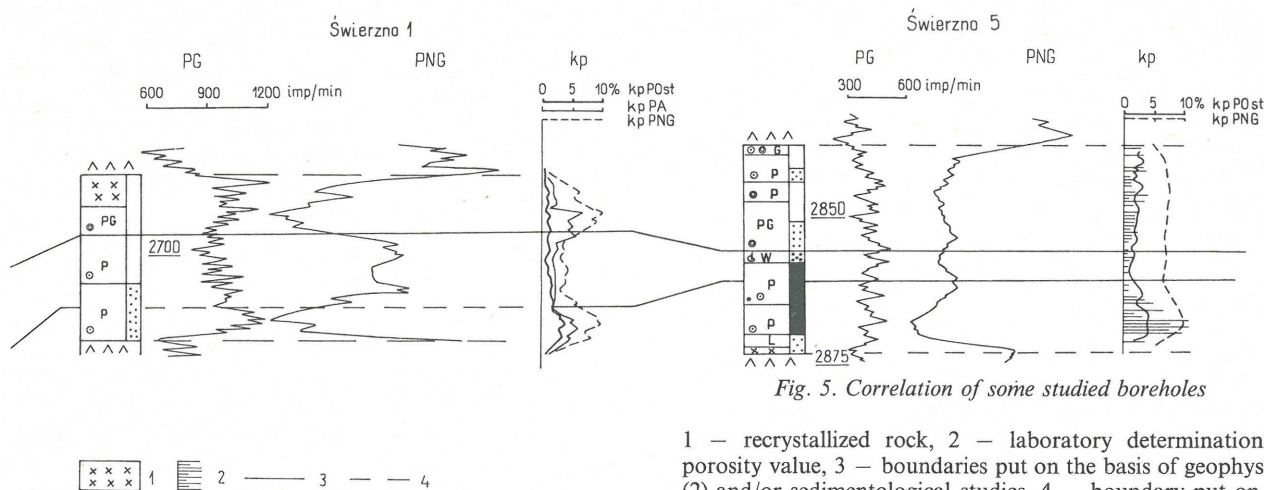 Świerzno 1
PG PNG kp
600 900 1200 imp/min
0 5 10% kp POst
kp PA
kp PNG
PG
2700
P
P
Świerzno 5
PG PNG kp
300 600 imp/min
0 5 10% kp POst
kp PNG
G
P
P
2850
PG
W
P
P
L
2875
Fig. 5. Correlation of some studied boreholes
1 2 3 4
1 — recrystallized rock, 2 — laboratory determination
porosity value, 3 — boundaries put on the basis of geophys
(?) and/or sedimentological studies, 4 — boundary put on